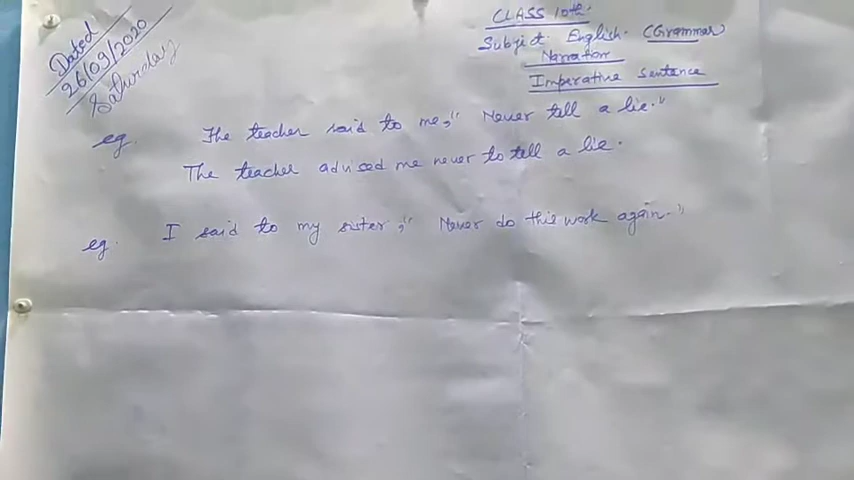 Dated
26/09/2020
Saturday
CLASS 10th.
Subject. English. (Grammar)
Narration
Imperative Sentence
eg. The teacher said to me," Never tell a lie."
The teacher advised me never to tell a lie.
eg. I said to my sister," Never do this work again."